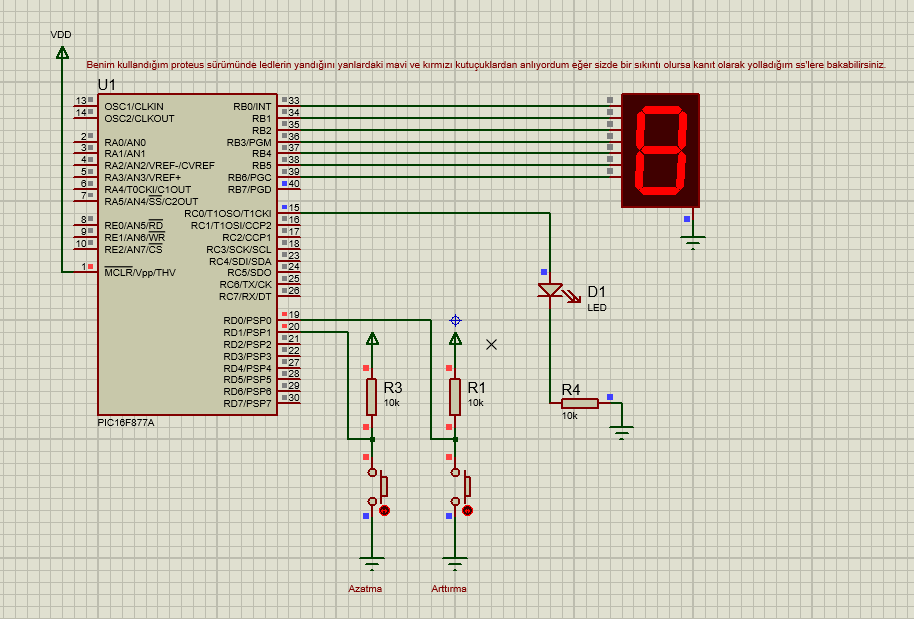 VDD
Benim kullandığım proteus sürümünde ledlerin yandığını yanlardaki mavi ve kırmızı kutuçuklardan anlıyordum eğer sizde bir sıkıntı olursa kanıt olarak yolladığım ss'lere bakabilirsiniz.
U1
13 OSC1/CLKIN RB0/INT 33
14 OSC2/CLKOUT RB1 34
RB2 35
2 RA0/AN0 RB3/PGM 36
3 RA1/AN1 RB4 37
4 RA2/AN2/VREF-/CVREF RB5 38
5 RA3/AN3/VREF+ RB6/PGC 39
6 RA4/T0CKI/C1OUT RB7/PGD 40
7 RA5/AN4/SS/C2OUT
RC0/T1OSO/T1CKI 15
8 RE0/AN5/RD RC1/T1OSI/CCP2 16
9 RE1/AN6/WR RC2/CCP1 17
10 RE2/AN7/CS RC3/SCK/SCL 18
RC4/SDI/SDA 23
1 MCLR/Vpp/THV RC5/SDO 24
RC6/TX/CK 25
RC7/RX/DT 26
RD0/PSP0 19
RD1/PSP1 20
RD2/PSP2 21
RD3/PSP3 22
RD4/PSP4 27
RD5/PSP5 28
RD6/PSP6 29
RD7/PSP7 30
PIC16F877A
8
D1
LED
R3
10k
R1
10k
R4
10k
Azatma
Arttırma